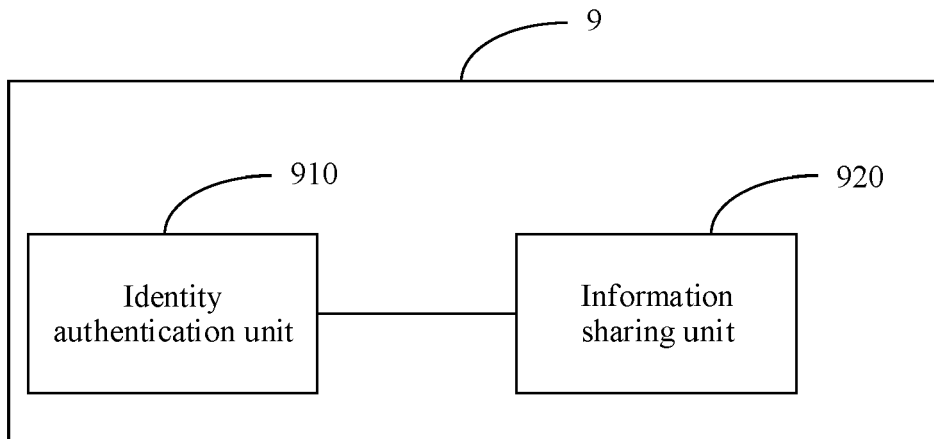 9
910
920
Identity
authentication unit
Information
sharing unit